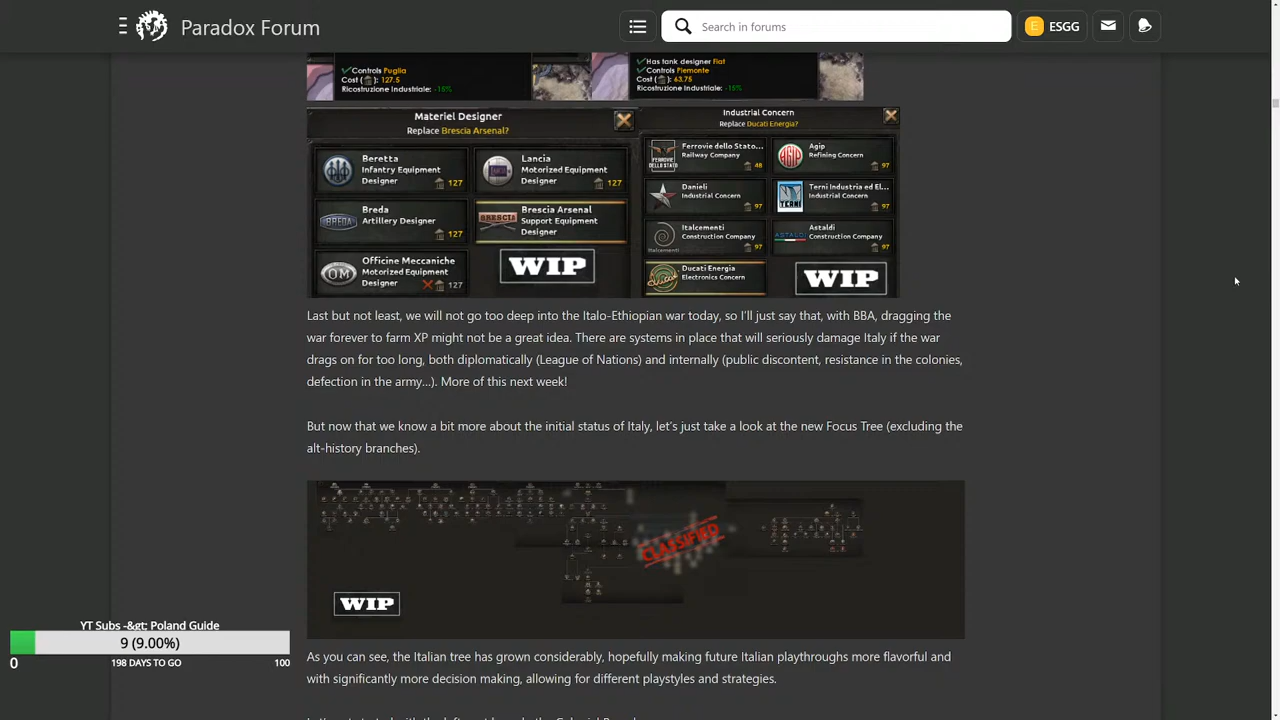 Paradox Forum
Search in forums
E
ESGG
Controls Puglia
Cost ( ): 127.5
Ricostruzione Industriale: -15%
Has tank designer Fiat
Controls Piemonte
Cost ( ): 63.75
Ricostruzione Industriale: -15%
Materiel Designer
Replace Brescia Arsenal?
Beretta
Infantry Equipment
Designer
127
Lancia
Motorized Equipment
Designer
127
Breda
Artillery Designer
127
BREDA
Brescia Arsenal
Support Equipment
Designer
BRESCIA
Officine Meccaniche
Motorized Equipment
Designer
127
OM
WIP
Industrial Concern
Replace Ducati Energia?
Ferrovie dello Stato...
Railway Company
48
FERROVIE
DELLO STATO
Agip
Refining Concern
97
AGIP
Danieli
Industrial Concern
97
Terni Industria ed El...
Industrial Concern
97
TERNI
Italcementi
Construction Company
97
Italcementi
Astaldi
Construction Company
97
ASTALDI
Ducati Energia
Electronics Concern
Ducati
WIP
Last but not least, we will not go too deep into the Italo-Ethiopian war today, so I'll just say that, with BBA, dragging the
war forever to farm XP might not be a great idea. There are systems in place that will seriously damage Italy if the war
drags on for too long, both diplomatically (League of Nations) and internally (public discontent, resistance in the colonies,
defection in the army...). More of this next week!
But now that we know a bit more about the initial status of Italy, let's just take a look at the new Focus Tree (excluding the
alt-history branches).
CLASSIFIED
WIP
YT Subs -&gt; Poland Guide
9 (9.00%)
0
198 DAYS TO GO
100
As you can see, the Italian tree has grown considerably, hopefully making future Italian playthroughs more flavorful and
with significantly more decision making, allowing for different playstyles and strategies.